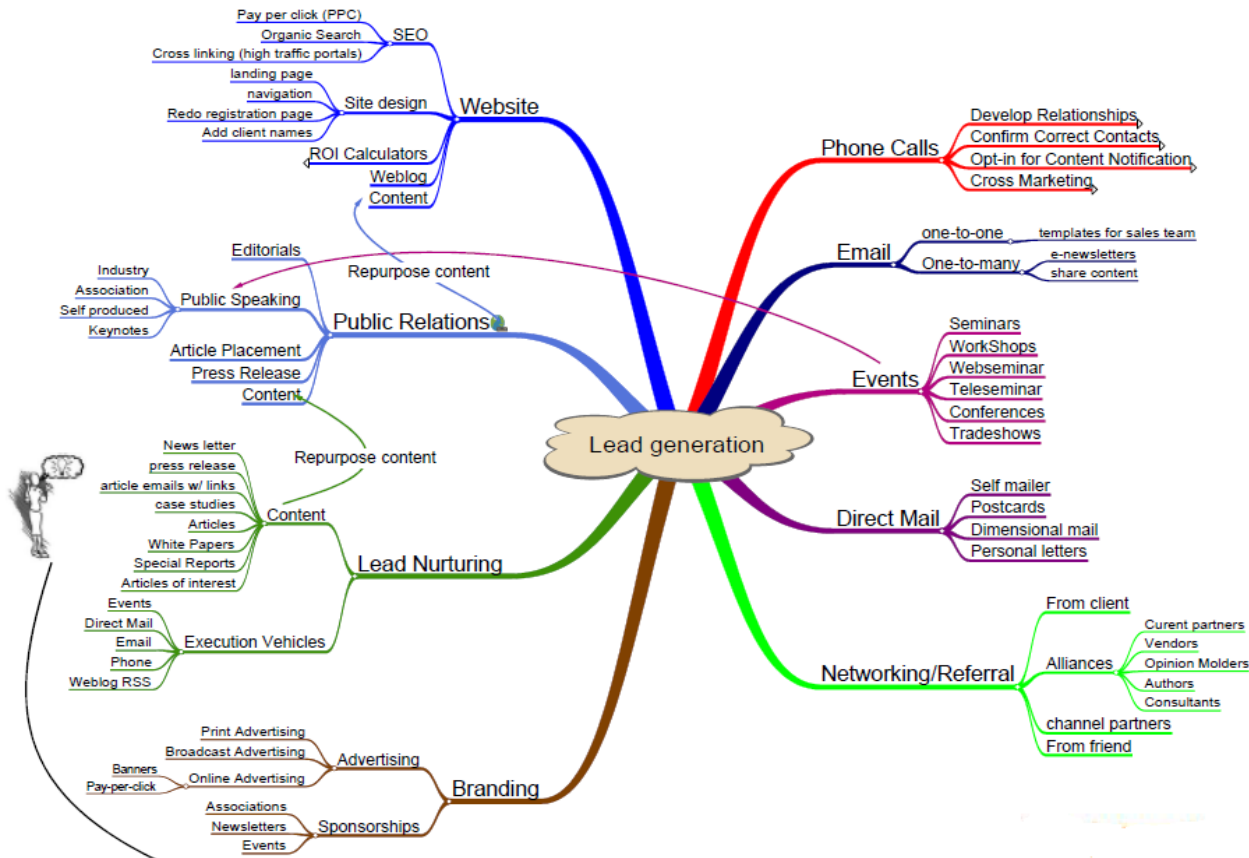 Lead generation
Website
SEO
Pay per click (PPC)
Organic Search
Cross linking (high traffic portals)
Site design
landing page
navigation
Redo registration page
Add client names
ROI Calculators
Weblog
Content
Repurpose content
Public Relations
Editorials
Public Speaking
Industry
Association
Self produced
Keynotes
Article Placement
Press Release
Content
Repurpose content
Lead Nurturing
Content
News letter
press release
article emails w/ links
case studies
Articles
White Papers
Special Reports
Articles of interest
Execution Vehicles
Events
Direct Mail
Email
Phone
Weblog RSS
Branding
Advertising
Print Advertising
Broadcast Advertising
Online Advertising
Banners
Pay-per-click
Sponsorships
Associations
Newsletters
Events
Phone Calls
Develop Relationships
Confirm Correct Contacts
Opt-in for Content Notification
Cross Marketing
Email
one-to-one
templates for sales team
One-to-many
e-newsletters
share content
Events
Seminars
WorkShops
Webseminar
Teleseminar
Conferences
Tradeshows
Direct Mail
Self mailer
Postcards
Dimensional mail
Personal letters
Networking/Referral
From client
Alliances
Curent partners
Vendors
Opinion Molders
Authors
Consultants
channel partners
From friend